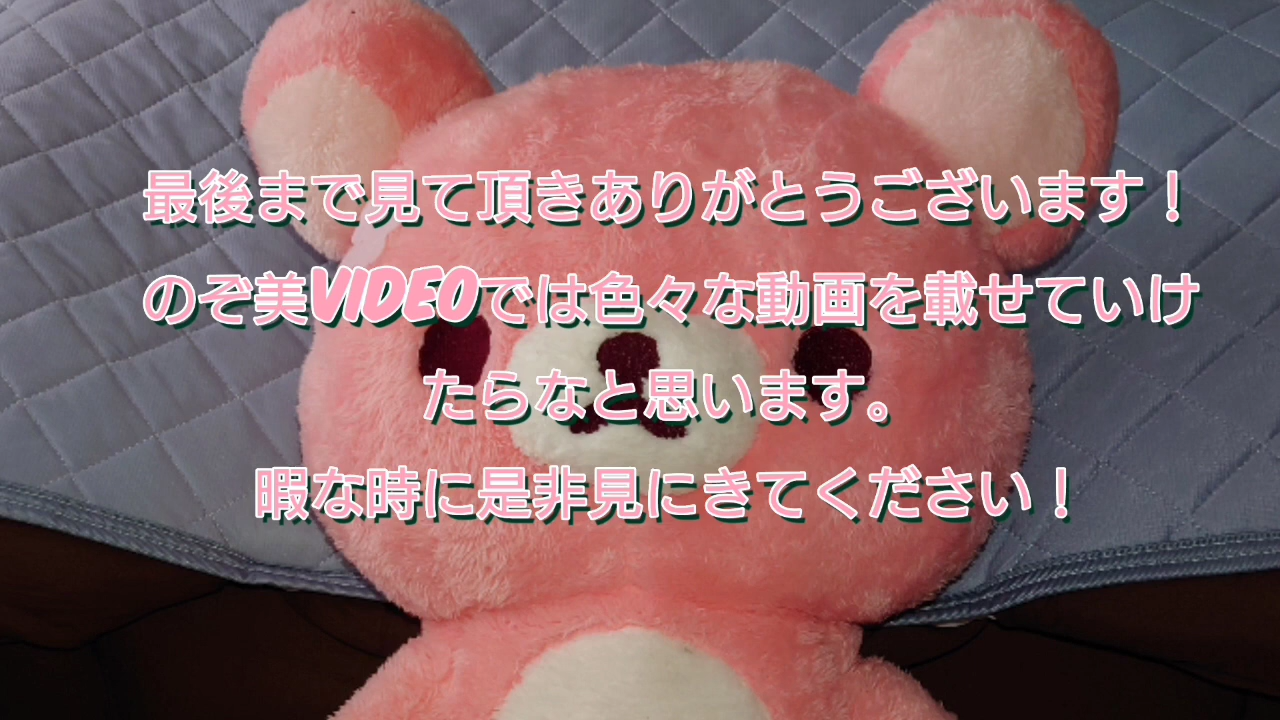 最後まで見て頂きありがとうございます！
のぞ美VIDEOでは色々な動画を載せていけ
たらなと思います。
暇な時に是非見にきてください！